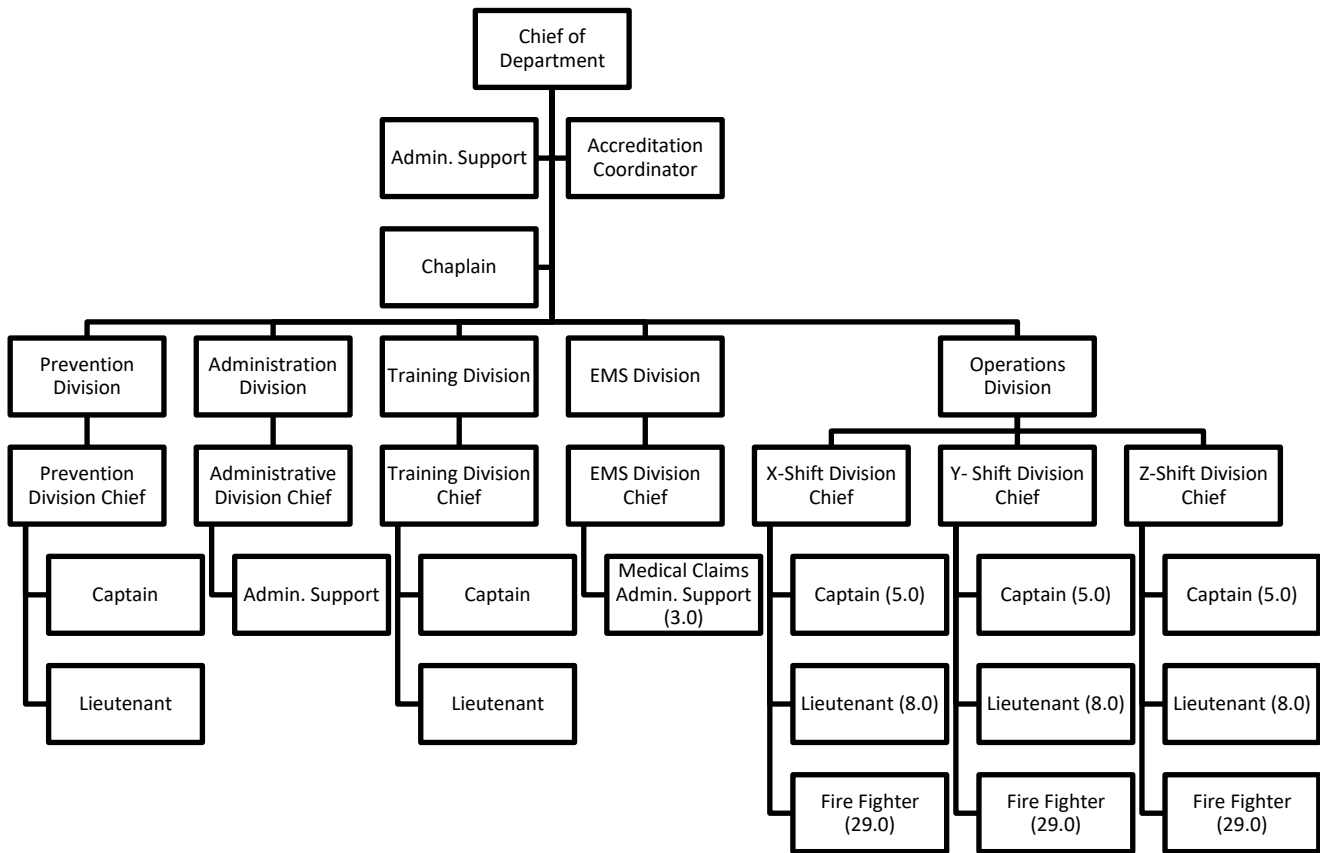 Chief of
Department
Admin. Support
Accreditation
Coordinator
Chaplain
Prevention
Division
Administration
Division
Training Division
EMS Division
Operations
Division
Prevention
Division Chief
Administrative
Division Chief
Training Division
Chief
EMS Division
Chief
X-Shift Division
Chief
Y- Shift Division
Chief
Z-Shift Division
Chief
Captain
Admin. Support
Captain
Medical Claims
Admin. Support
(3.0)
Captain (5.0)
Captain (5.0)
Captain (5.0)
Lieutenant
Lieutenant
Lieutenant (8.0)
Lieutenant (8.0)
Lieutenant (8.0)
Fire Fighter
(29.0)
Fire Fighter
(29.0)
Fire Fighter
(29.0)